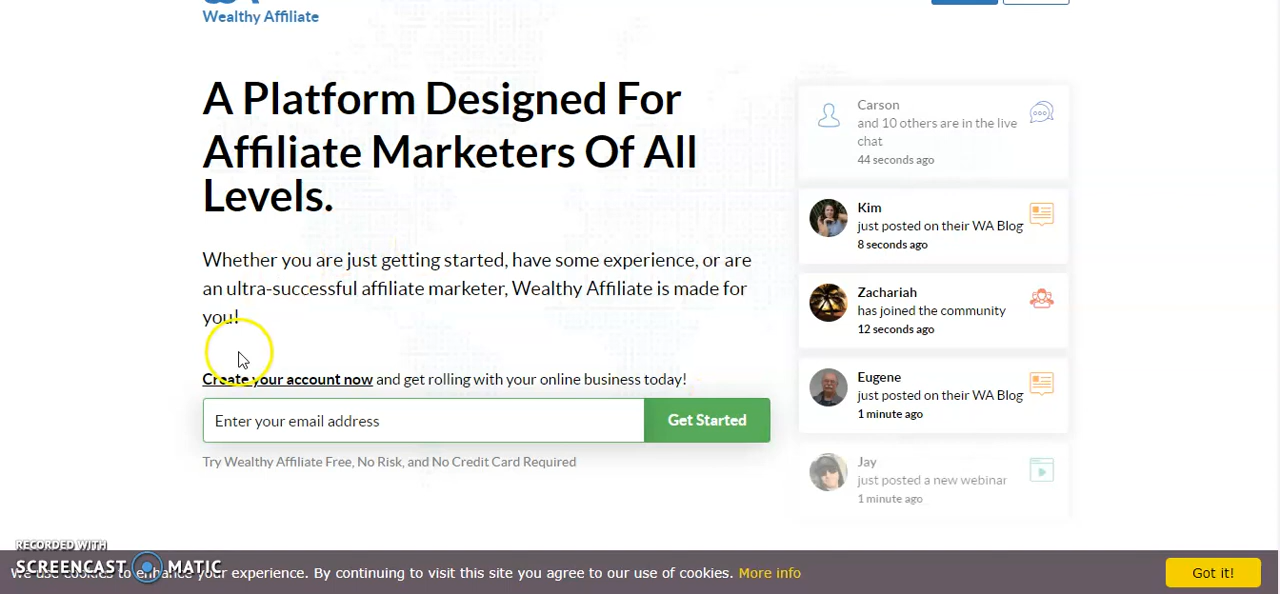 Wealthy Affiliate
A Platform Designed For
Affiliate Marketers Of All
Levels.
Whether you are just getting started, have some experience, or are
an ultra-successful affiliate marketer, Wealthy Affiliate is made for
you!
Create your account now and get rolling with your online business today!
Enter your email address
Get Started
Try Wealthy Affiliate Free, No Risk, and No Credit Card Required
Carson
and 10 others are in the live
chat
44 seconds ago
Kim
just posted on their WA Blog
8 seconds ago
Zachariah
has joined the community
12 seconds ago
Eugene
just posted on their WA Blog
1 minute ago
Jay
just posted a new webinar
1 minute ago
RECORDED WITH
SCREENCAST MATIC
We use cookies to enhance your experience. By continuing to visit this site you agree to our use of cookies. More info
Got it!